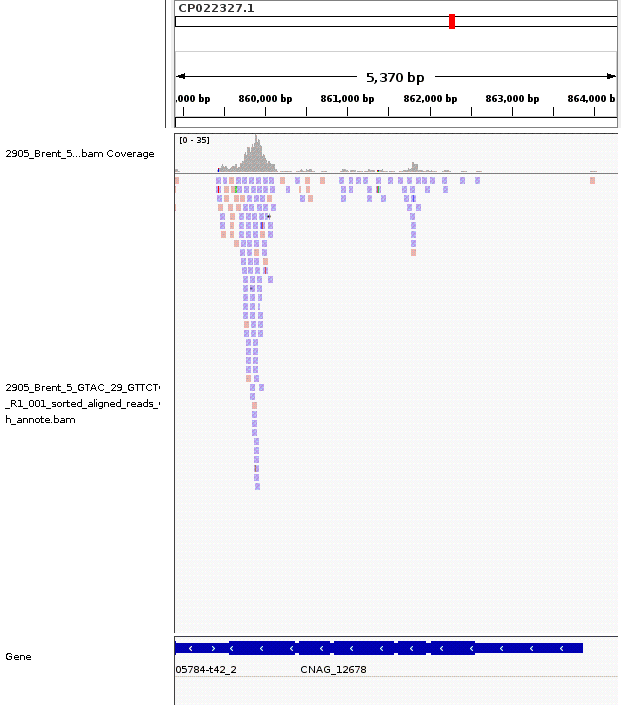 CP022327.1
5,370 bp
,000 bp 860,000 bp 861,000 bp 862,000 bp 863,000 bp 864,000 b
[0 - 35]
2905_Brent_5...bam Coverage
2905_Brent_5_GTAC_29_GTTCT
_R1_001_sorted_aligned_reads_
h_annote.bam
Gene
05784-t42_2 CNAG_12678